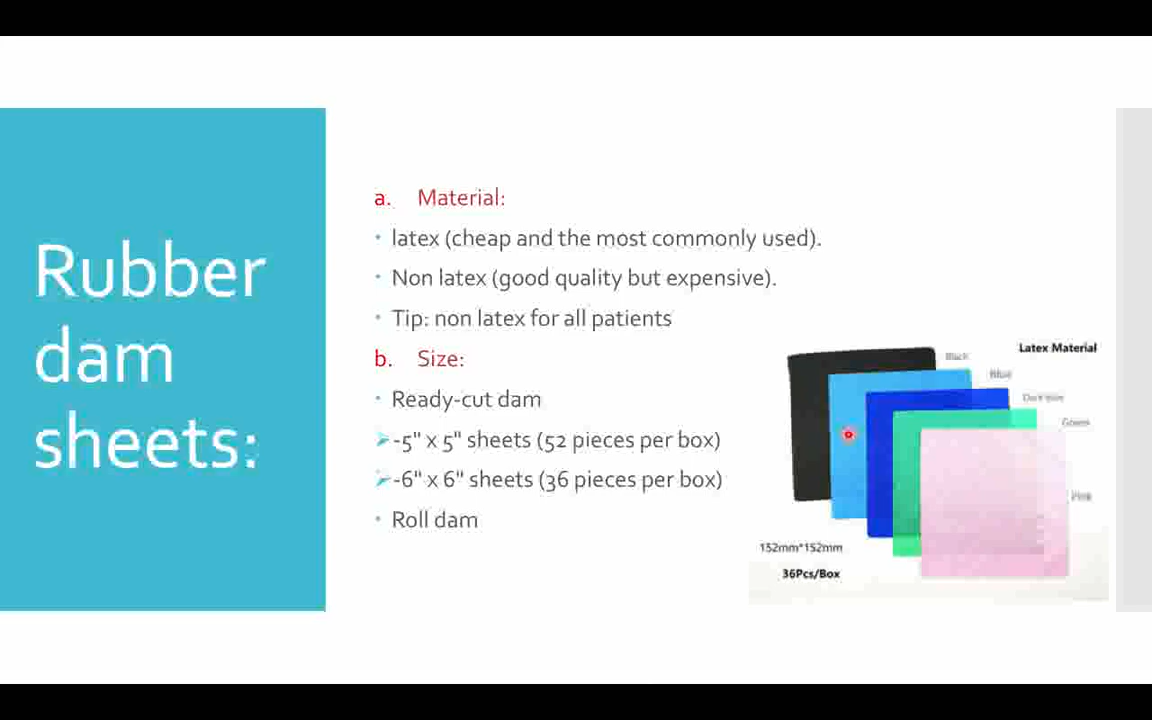 Rubber
dam
sheets:
a. Material:
latex (cheap and the most commonly used).
Non latex (good quality but expensive).
Tip: non latex for all patients
b. Size:
Ready-cut dam
-5" x 5" sheets (52 pieces per box)
-6" x 6" sheets (36 pieces per box)
Roll dam
Latex Material
Black
Blue
Dark blue
Green
Pink
152mm*152mm
36Pcs/Box